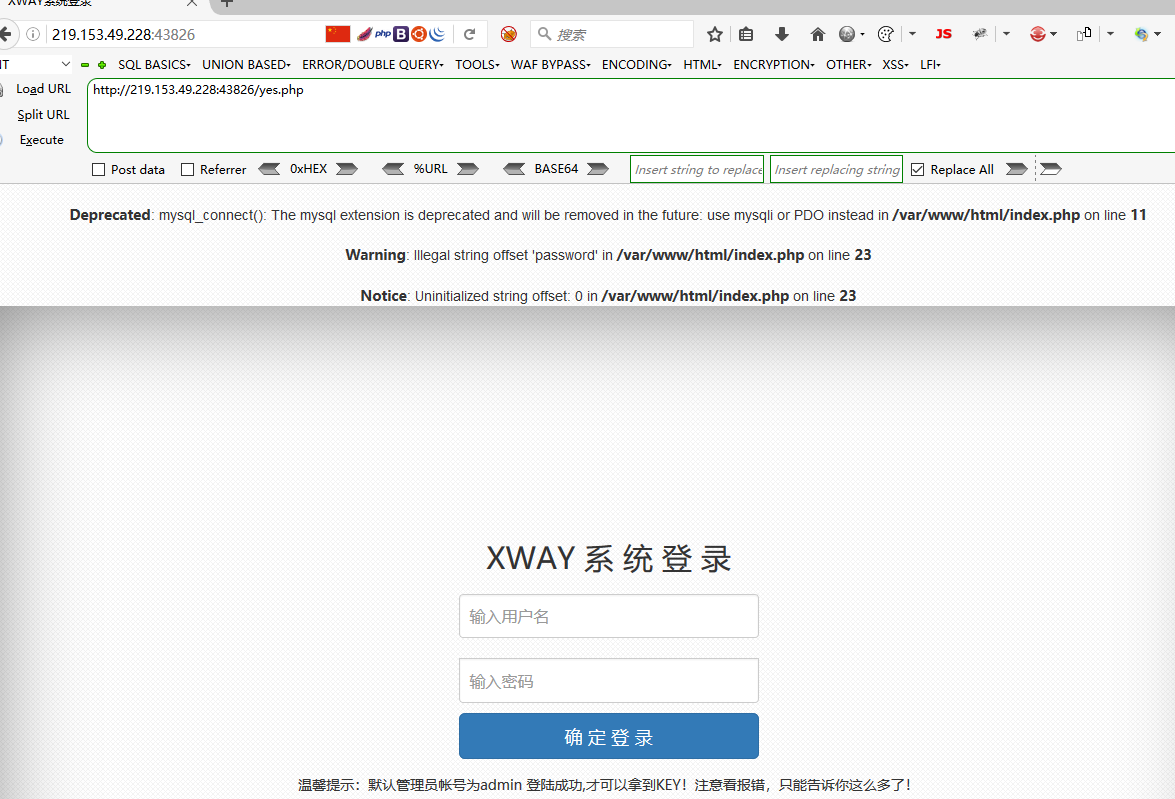 XWAY系统登录
219.153.49.228:43826 php B 搜索 JS
IT SQL BASICS UNION BASED ERROR/DOUBLE QUERY TOOLS WAF BYPASS ENCODING HTML ENCRYPTION OTHER XSS LFI
Load URL http://219.153.49.228:43826/yes.php
Split URL
Execute
Post data Referrer 0xHEX %URL BASE64 Insert string to replace Insert replacing string Replace All
Deprecated: mysql_connect(): The mysql extension is deprecated and will be removed in the future: use mysqli or PDO instead in /var/www/html/index.php on line 11
Warning: Illegal string offset 'password' in /var/www/html/index.php on line 23
Notice: Uninitialized string offset: 0 in /var/www/html/index.php on line 23
XWAY 系 统 登 录
输入用户名
输入密码
确 定 登 录
温馨提示：默认管理员帐号为admin 登陆成功,才可以拿到KEY！注意看报错，只能告诉你这么多了！